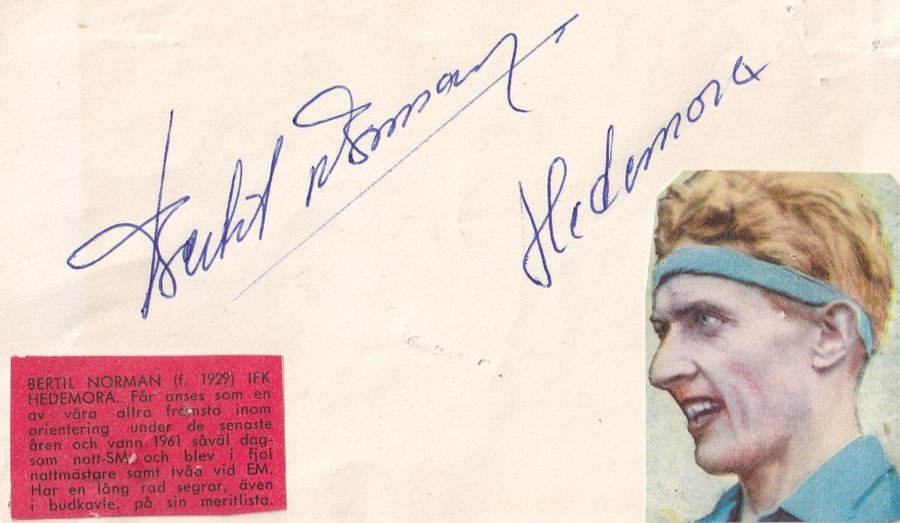 Bertil Norman
Hedemora
BERTIL NORMAN (f. 1929) IFK
HEDEMORA. Får anses som en
av våra allra främsta inom
orientering under de senaste
åren och vann 1961 såväl dag-
som natt-SM och blev i fjol
nattmästare samt tvåa vid EM.
Har en lång rad segrar, även
i budkavle, på sin meritlista.